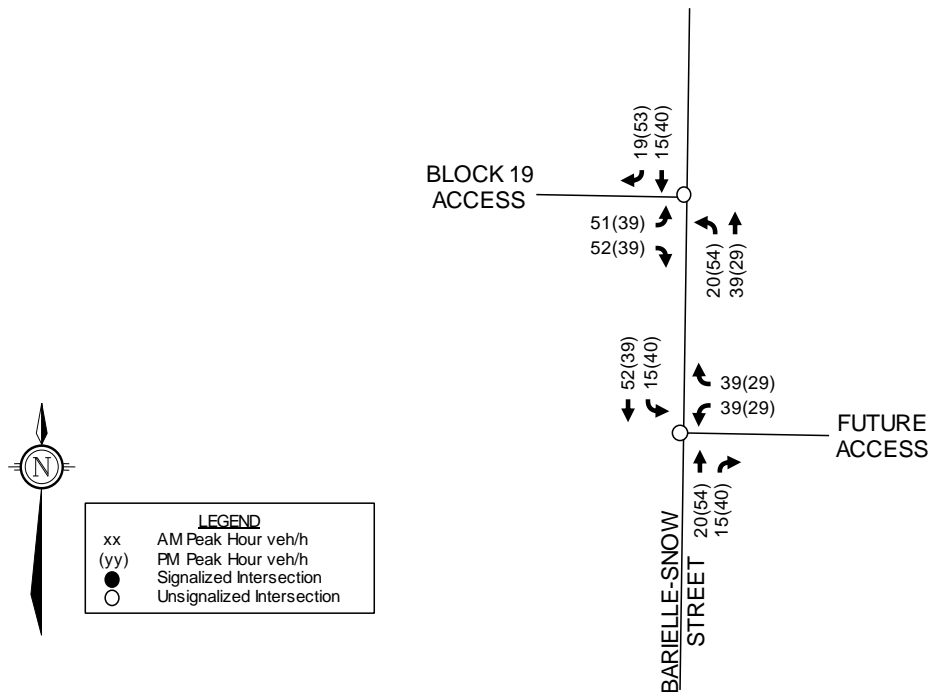 19(53)
15(40)
BLOCK 19
ACCESS
51(39)
52(39)
20(54)
39(29)
52(39)
15(40)
39(29)
39(29)
FUTURE
ACCESS
20(54)
15(40)
BARIELLE-SNOW
STREET
N
LEGEND
xx AM Peak Hour veh/h
(yy) PM Peak Hour veh/h
Signalized Intersection
Unsignalized Intersection